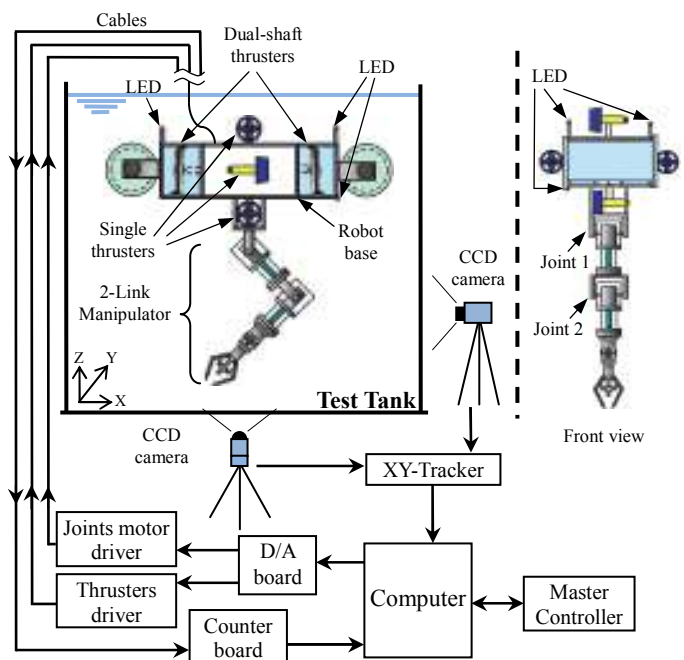 Cables
Dual-shaft
thrusters
LED
LED
Single
thrusters
Robot
base
2-Link
Manipulator
CCD
camera
Z
Y
X
Test Tank
LED
Joint 1
Joint 2
Front view
CCD
camera
XY-Tracker
Joints motor
driver
D/A
board
Thrusters
driver
Computer
Master
Controller
Counter
board